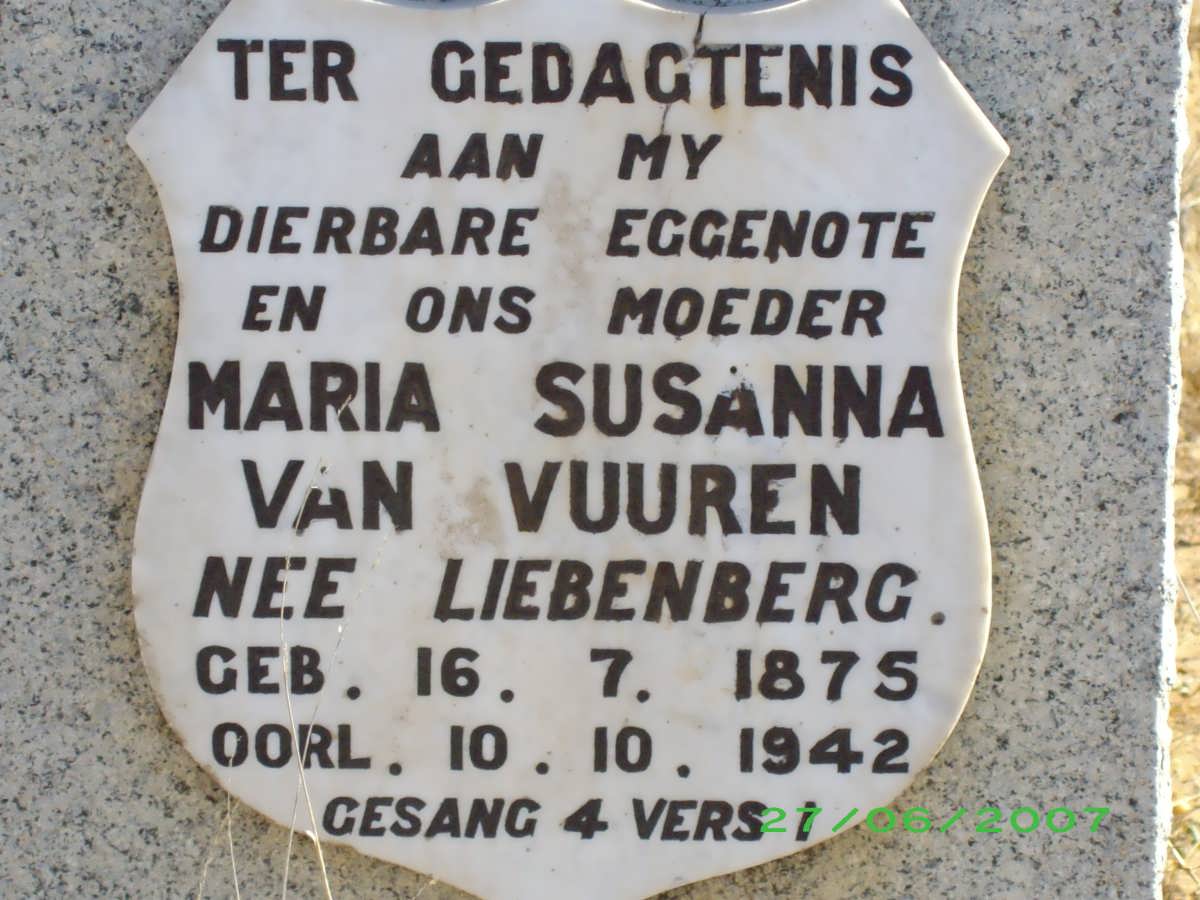 TER GEDAGTENIS
AAN MY
DIERBARE EGGENOTE
EN ONS MOEDER
MARIA SUSANNA
VAN VUUREN
NEE LIEBENBERG.
GEB. 16. 7. 1875
OORL. 10. 10. 1942
GESANG 4 VERS
27/06/2007